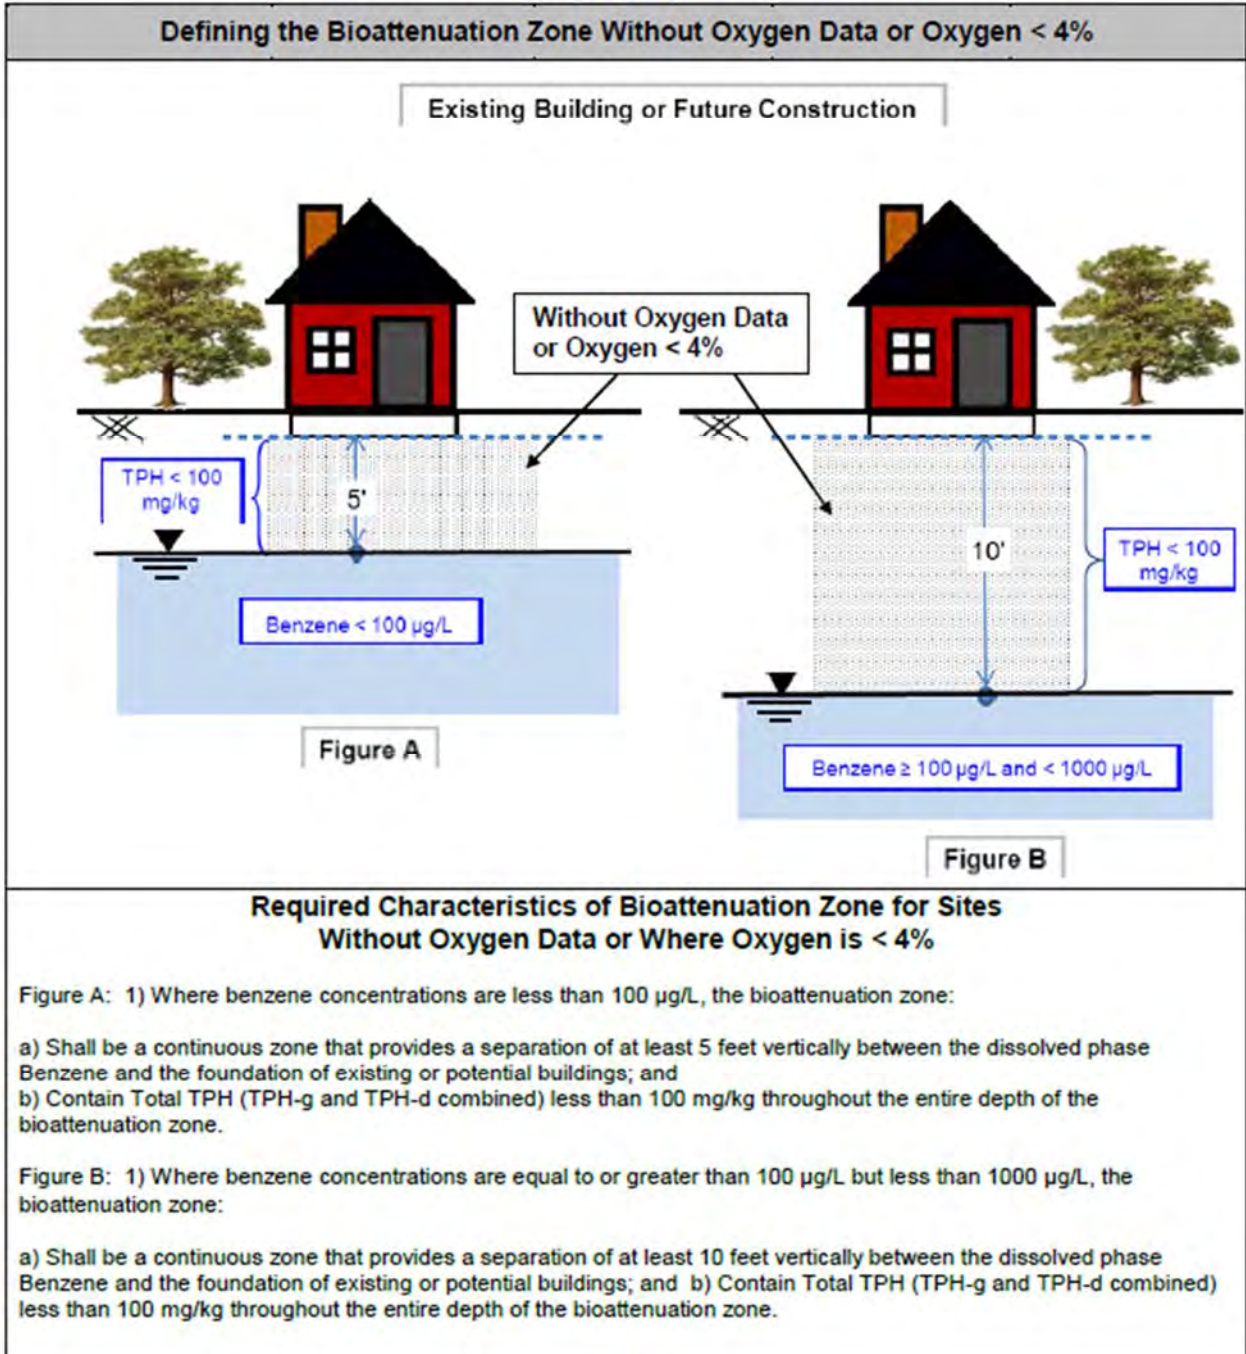 Defining the Bioattenuation Zone Without Oxygen Data or Oxygen < 4%
Existing Building or Future Construction
Without Oxygen Data
or Oxygen < 4%
TPH < 100
mg/kg
5'
Benzene < 100 µg/L
Figure A
10'
TPH < 100
mg/kg
Benzene ≥ 100 µg/L and < 1000 µg/L
Figure B
Required Characteristics of Bioattenuation Zone for Sites
Without Oxygen Data or Where Oxygen is < 4%
Figure A: 1) Where benzene concentrations are less than 100 µg/L, the bioattenuation zone:
a) Shall be a continuous zone that provides a separation of at least 5 feet vertically between the dissolved phase
Benzene and the foundation of existing or potential buildings; and
b) Contain Total TPH (TPH-g and TPH-d combined) less than 100 mg/kg throughout the entire depth of the
bioattenuation zone.
Figure B: 1) Where benzene concentrations are equal to or greater than 100 µg/L but less than 1000 µg/L, the
bioattenuation zone:
a) Shall be a continuous zone that provides a separation of at least 10 feet vertically between the dissolved phase
Benzene and the foundation of existing or potential buildings; and b) Contain Total TPH (TPH-g and TPH-d combined)
less than 100 mg/kg throughout the entire depth of the bioattenuation zone.